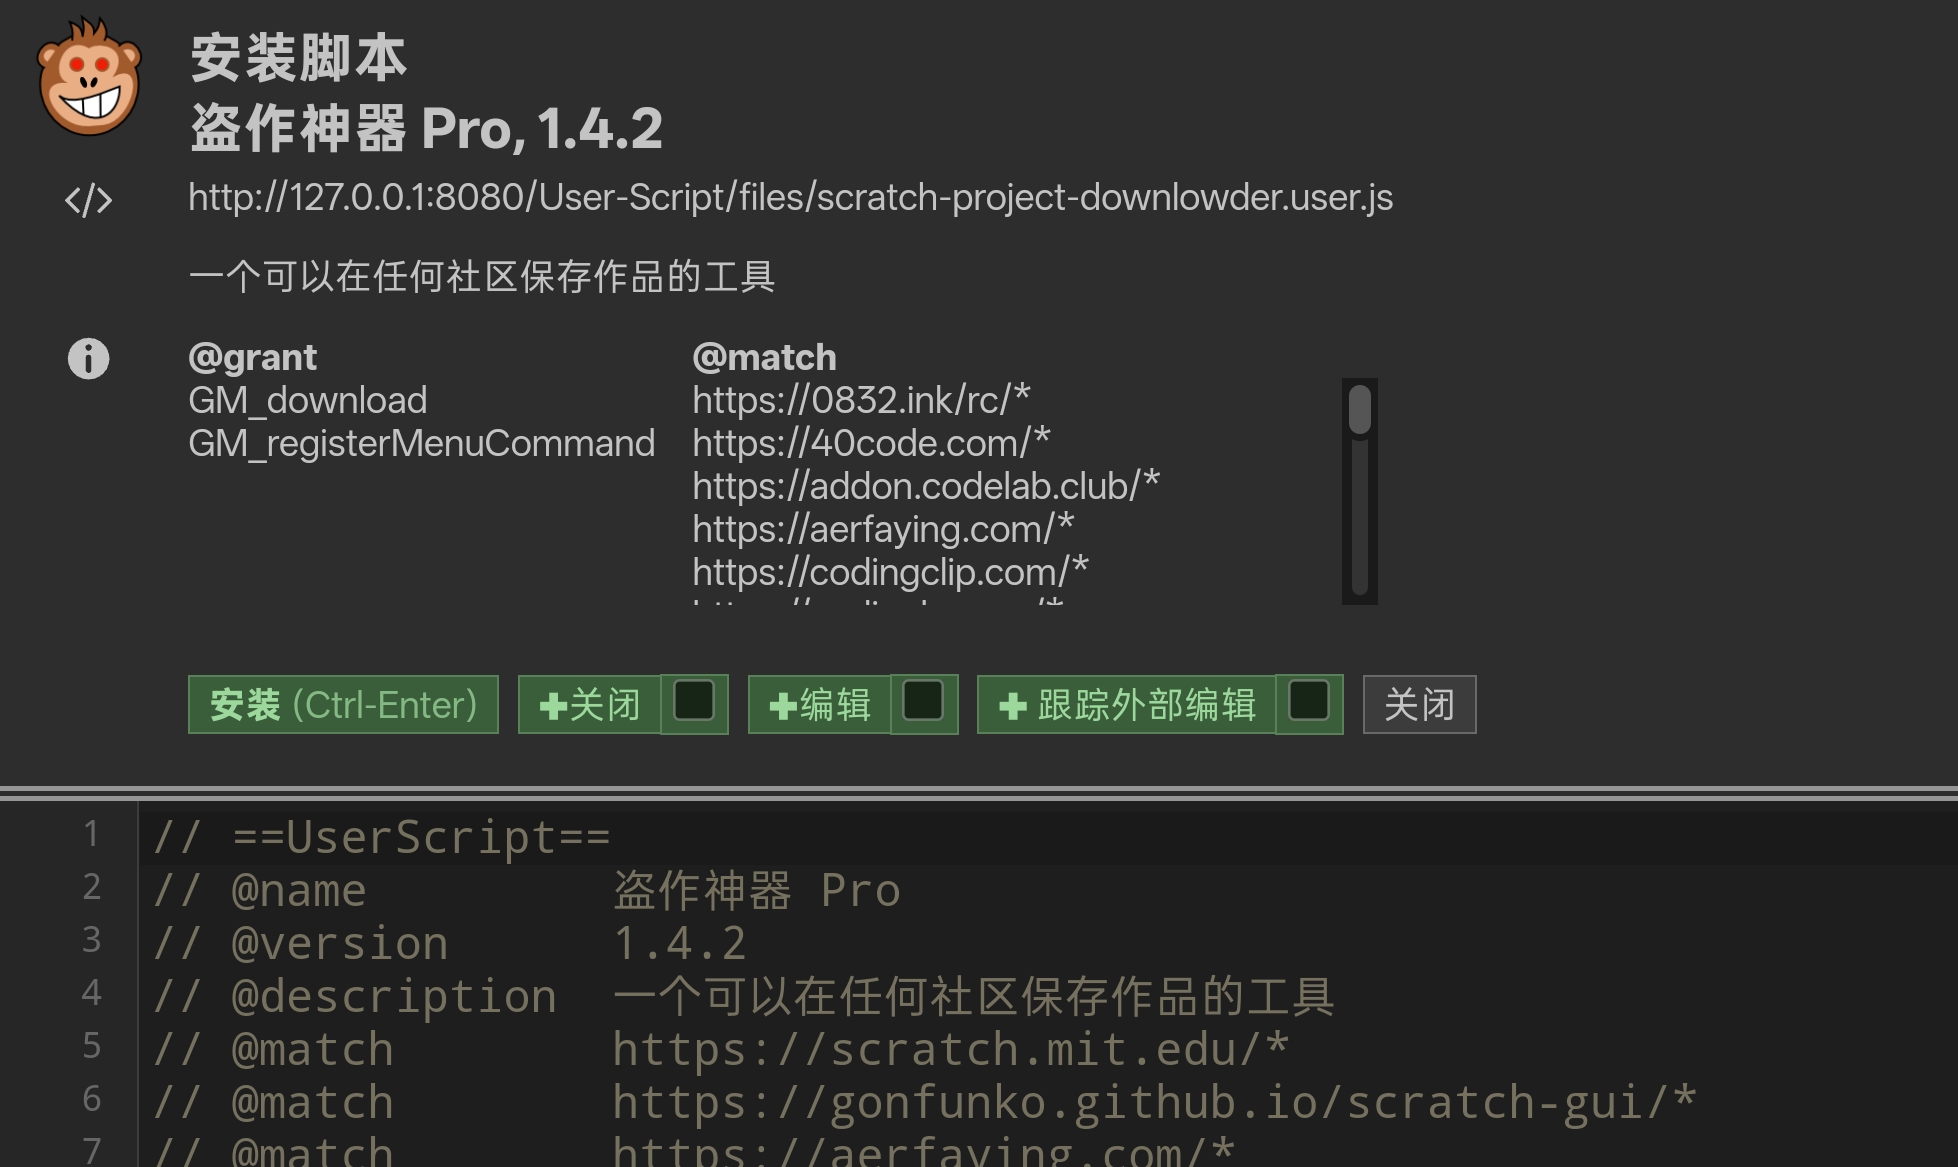 安装脚本
盗作神器 Pro, 1.4.2
http://127.0.0.1:8080/User-Script/files/scratch-project-downlowder.user.js
一个可以在任何社区保存作品的工具
@grant
GM_download
GM_registerMenuCommand
@match
https://0832.ink/rc/*
https://40code.com/*
https://addon.codelab.club/*
https://aerfaying.com/*
https://codingclip.com/*
安装 (Ctrl-Enter)
✚关闭
✚编辑
✚ 跟踪外部编辑
关闭
1 // ==UserScript==
2 // @name 盗作神器 Pro
3 // @version 1.4.2
4 // @description 一个可以在任何社区保存作品的工具
5 // @match https://scratch.mit.edu/*
6 // @match https://gonfunko.github.io/scratch-gui/*
7 // @match https://aerfaying.com/*